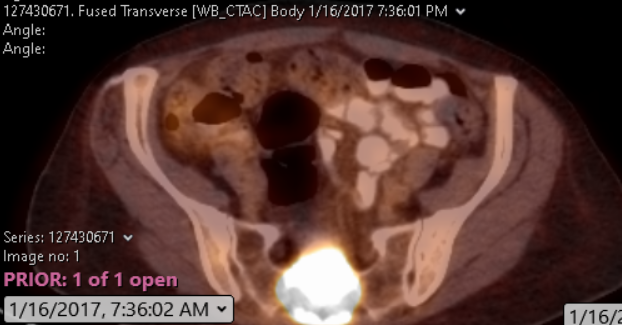 127430671. Fused Transverse [WB_CTAC] Body 1/16/2017 7:36:01 PM
Angle:
Angle:
Series: 127430671
Image no: 1
PRIOR: 1 of 1 open
1/16/2017, 7:36:02 AM
1/16/2